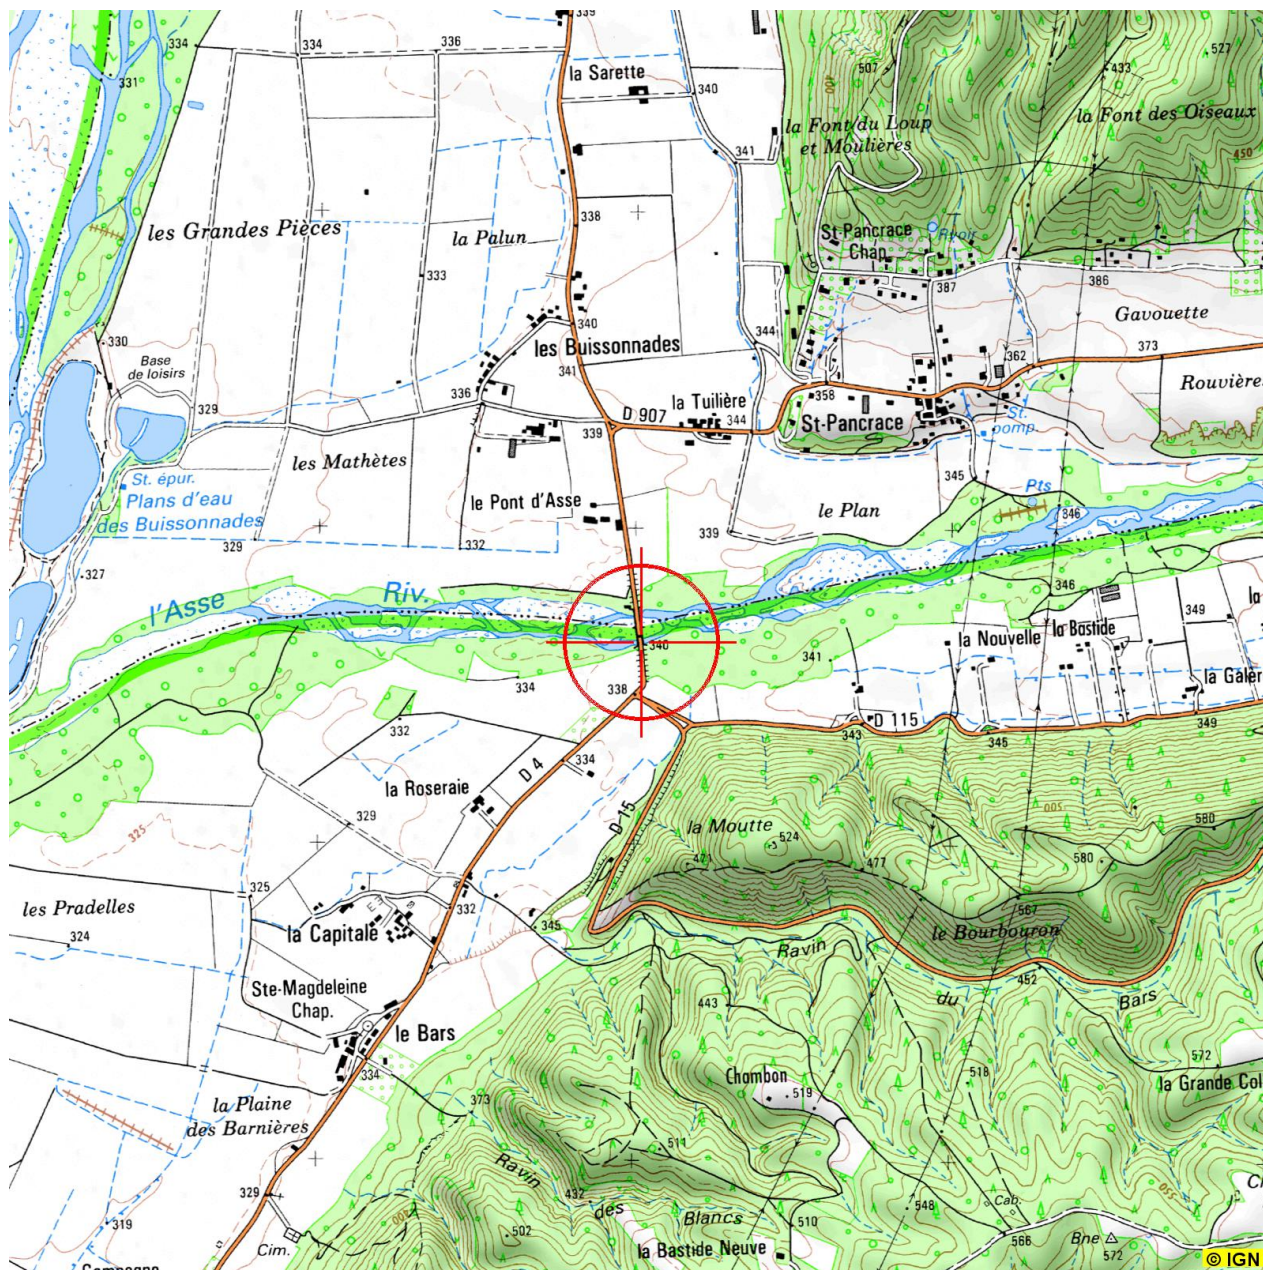 339
334
334
336
527
la Sarette
507
433
331
340
400
la Font du Loup
et Moulières
la Font des Oiseaux
341
450
338
les Grandes Pièces
la Palun
St-Pancrace
Chap.
Rvoir
333
387
386
340
Gavouette
330
les Buissonnades
344
362
373
Base
de loisirs
341
336
358
Rouvière
329
D 907
la Tuilière
344
St-Pancrace
St.
pomp.
339
les Mathètes
345
St. épur.
Plans d'eau
des Buissonnades
le Pont d'Asse
le Plan
Pts
346
329
332
339
327
346
l'Asse
Riv.
349
la
la Nouvelle
la Bastide
340
341
334
338
la Galèr
332
D 115
343
345
349
334
D 4
la Roseraie
500
329
325
D 15
la Moutte
524
580
471
477
580
325
les Pradelles
332
567
324
345
la Capitale
le Bourbouron
Ravin
452
Ste-Magdeleine
Chap.
443
du
Bars
le Bars
572
334
Chombon
518
la Grande Col
519
la Plaine
des Barnières
373
511
Ravin
329
432
des
Cab.
550
319
400
Blancs
548
502
510
566
Bne
572
Cim.
la Bastide Neuve
© IGN